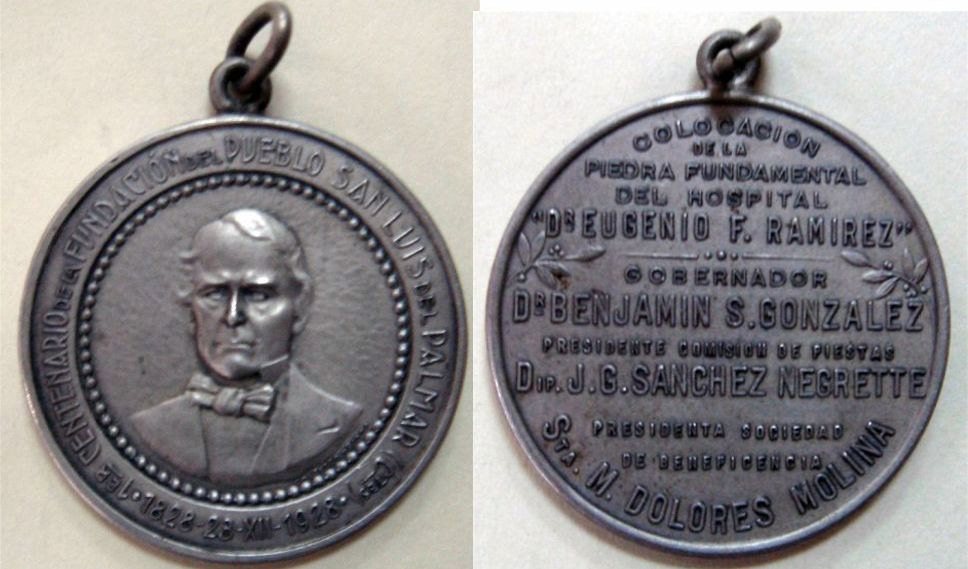 1ER CENTENARIO DE LA FUNDACIÓN DEL PUEBLO SAN LUIS DEL PALMAR (CTES)
· 1828-28-XII-1928 ·
COLOCACION
DE LA
PIEDRA FUNDAMENTAL
DEL HOSPITAL
"DR EUGENIO F. RAMIREZ"
GOBERNADOR
DR BENJAMIN S. GONZALEZ
PRESIDENTE COMISION DE FIESTAS
DIP. J. G. SANCHEZ NEGRETTE
PRESIDENTA SOCIEDAD
DE BENEFICENCIA
STA. M. DOLORES MOLINA